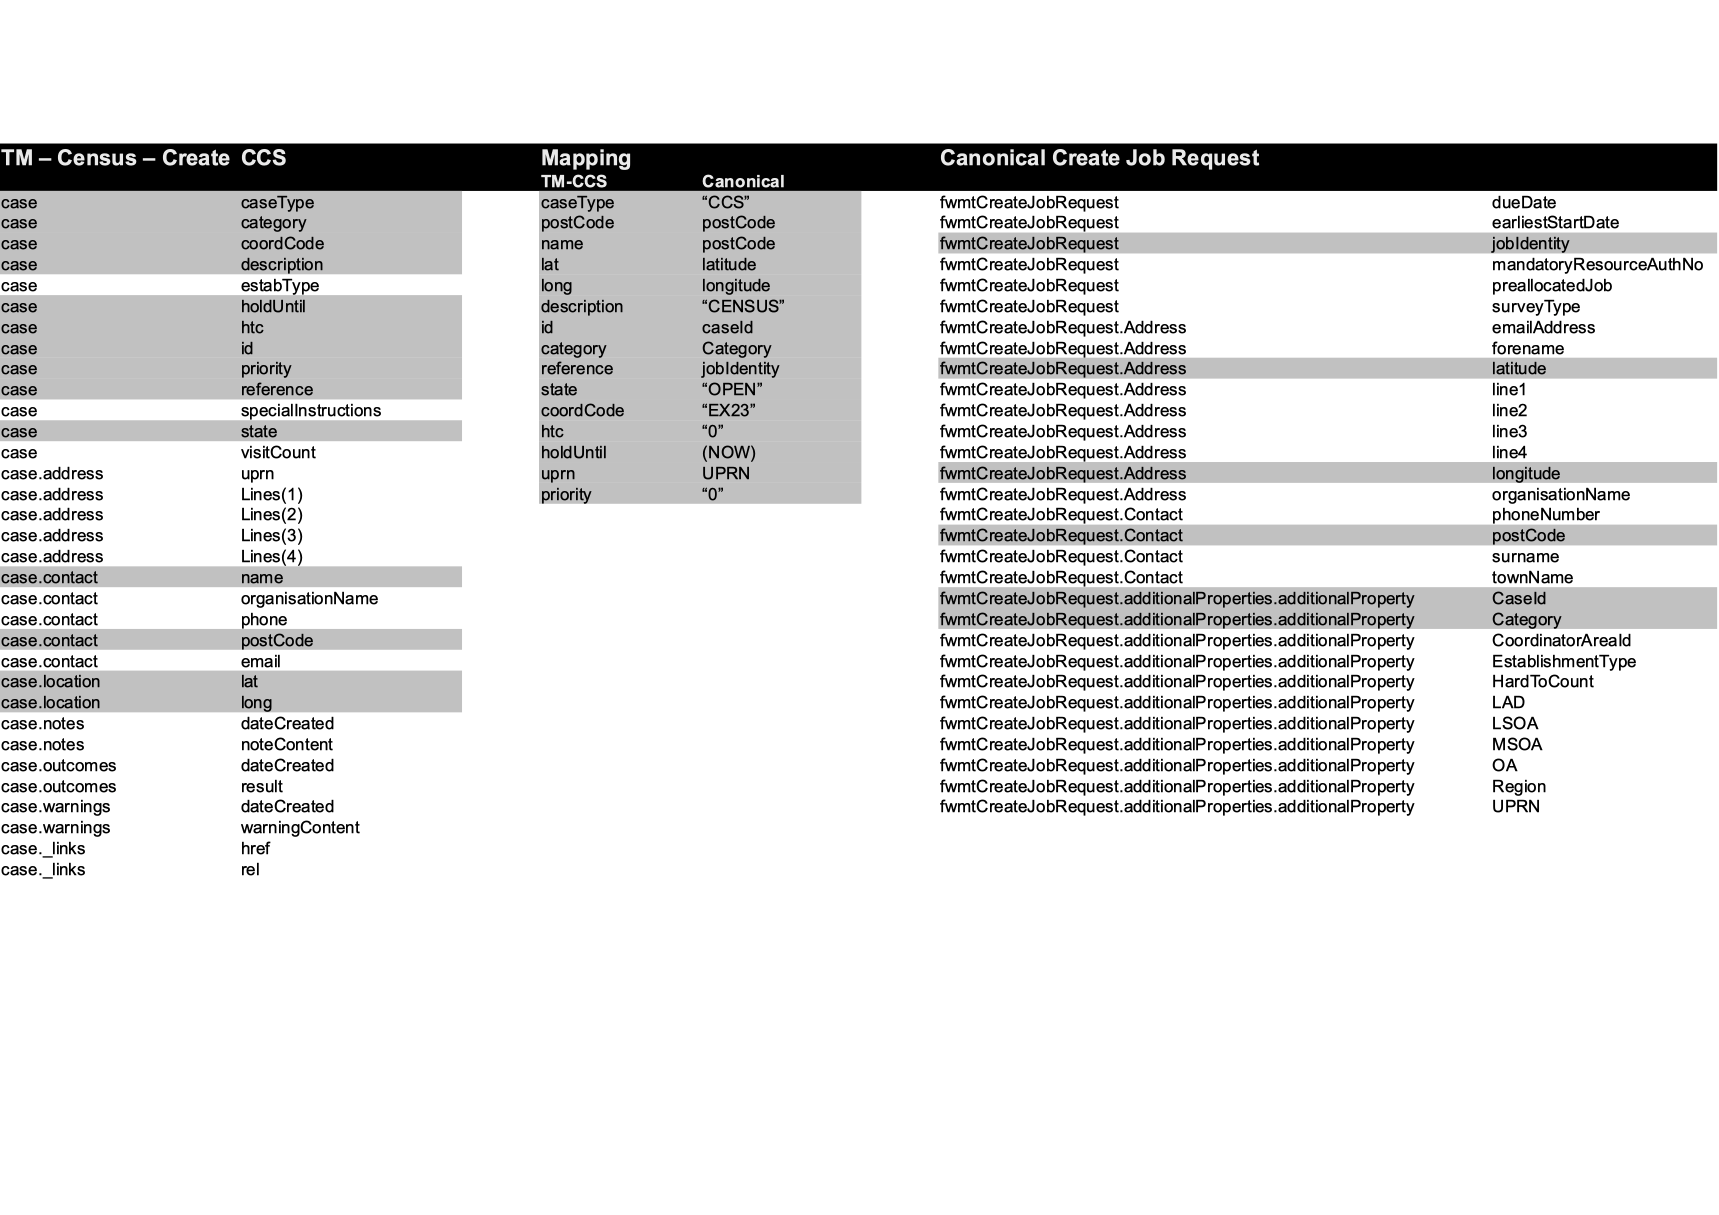 TM – Census – Create CCS Mapping Canonical Create Job Request
TM-CCS Canonical
case caseType caseType “CCS” fwmtCreateJobRequest dueDate
case category postCode postCode fwmtCreateJobRequest earliestStartDate
case coordCode name postCode fwmtCreateJobRequest jobIdentity
case description lat latitude fwmtCreateJobRequest mandatoryResourceAuthNo
case estabType long longitude fwmtCreateJobRequest preallocatedJob
case holdUntil description “CENSUS” fwmtCreateJobRequest surveyType
case htc id caseId fwmtCreateJobRequest.Address emailAddress
case id category Category fwmtCreateJobRequest.Address forename
case priority reference jobIdentity fwmtCreateJobRequest.Address latitude
case reference state “OPEN” fwmtCreateJobRequest.Address line1
case specialInstructions coordCode “EX23” fwmtCreateJobRequest.Address line2
case state htc “0” fwmtCreateJobRequest.Address line3
case visitCount holdUntil (NOW) fwmtCreateJobRequest.Address line4
case.address uprn uprn UPRN fwmtCreateJobRequest.Address longitude
case.address Lines(1) priority “0” fwmtCreateJobRequest.Address organisationName
case.address Lines(2) fwmtCreateJobRequest.Contact phoneNumber
case.address Lines(3) fwmtCreateJobRequest.Contact postCode
case.address Lines(4) fwmtCreateJobRequest.Contact surname
case.contact name fwmtCreateJobRequest.Contact townName
case.contact organisationName fwmtCreateJobRequest.additionalProperties.additionalProperty CaseId
case.contact phone fwmtCreateJobRequest.additionalProperties.additionalProperty Category
case.contact postCode fwmtCreateJobRequest.additionalProperties.additionalProperty CoordinatorAreaId
case.contact email fwmtCreateJobRequest.additionalProperties.additionalProperty EstablishmentType
case.location lat fwmtCreateJobRequest.additionalProperties.additionalProperty HardToCount
case.location long fwmtCreateJobRequest.additionalProperties.additionalProperty LAD
case.notes dateCreated fwmtCreateJobRequest.additionalProperties.additionalProperty LSOA
case.notes noteContent fwmtCreateJobRequest.additionalProperties.additionalProperty MSOA
case.outcomes dateCreated fwmtCreateJobRequest.additionalProperties.additionalProperty OA
case.outcomes result fwmtCreateJobRequest.additionalProperties.additionalProperty Region
case.warnings dateCreated fwmtCreateJobRequest.additionalProperties.additionalProperty UPRN
case.warnings warningContent
case._links href
case._links rel